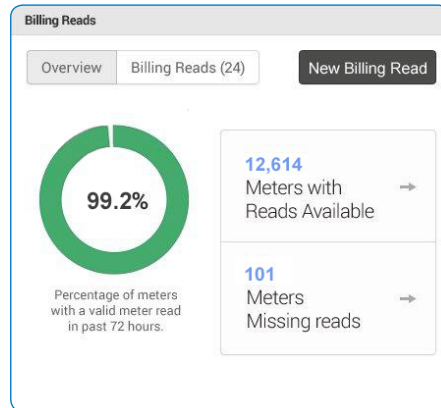 Billing Reads
Overview
Billing Reads (24)
New Billing Read
99.2%
Percentage of meters
with a valid meter read
in past 72 hours.
12,614
Meters with
Reads Available
101
Meters
Missing reads